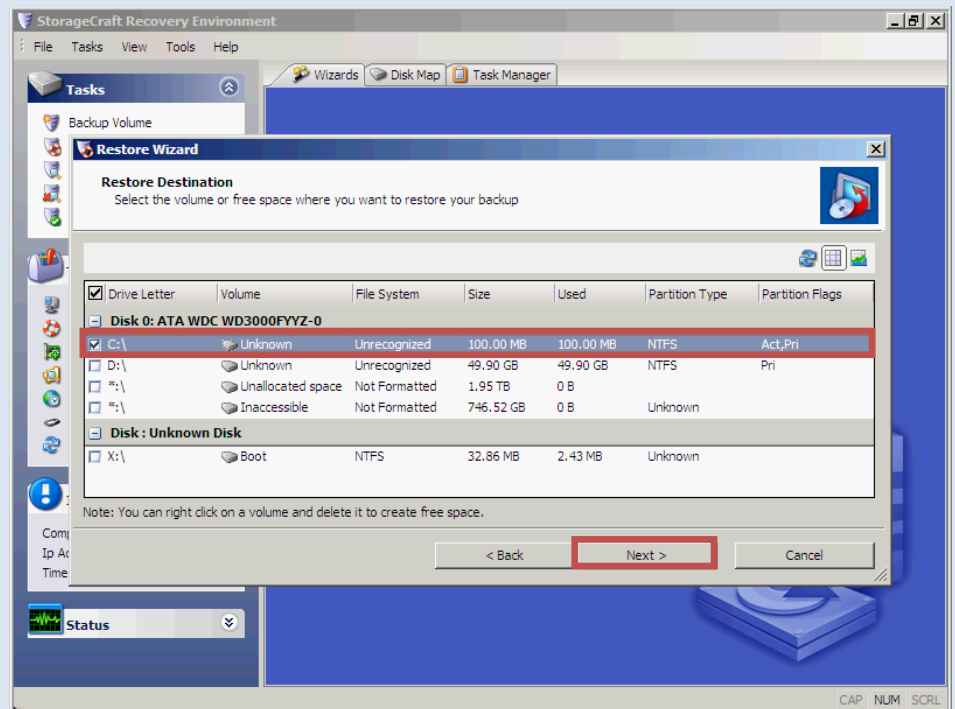 StorageCraft Recovery Environment
File Tasks View Tools Help
Wizards Disk Map Task Manager
Tasks
Backup Volume
Restore Wizard
Restore Destination
Select the volume or free space where you want to restore your backup
Drive Letter Volume File System Size Used Partition Type Partition Flags
Disk 0: ATA WDC WD3000FYYZ-0
C:\ Unknown Unrecognized 100.00 MB 100.00 MB NTFS Act,Pri
D:\ Unknown Unrecognized 49.90 GB 49.90 GB NTFS Pri
*:\ Unallocated space Not Formatted 1.95 TB 0 B
*:\ Inaccessible Not Formatted 746.52 GB 0 B Unknown
Disk : Unknown Disk
X:\ Boot NTFS 32.86 MB 2.43 MB Unknown
Note: You can right click on a volume and delete it to create free space.
< Back Next > Cancel
Ip
Time
Status
CAP NUM SCRL